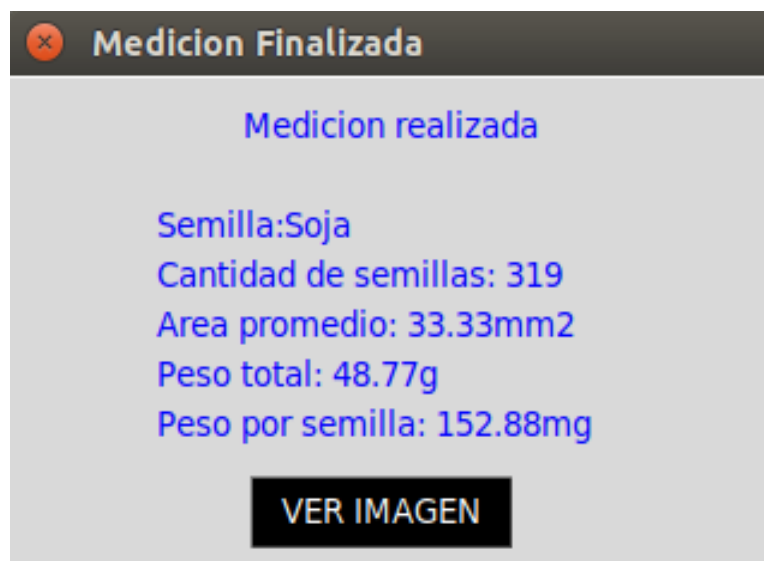 Medicion Finalizada
Medicion realizada
Semilla:Soja
Cantidad de semillas: 319
Area promedio: 33.33mm2
Peso total: 48.77g
Peso por semilla: 152.88mg
VER IMAGEN